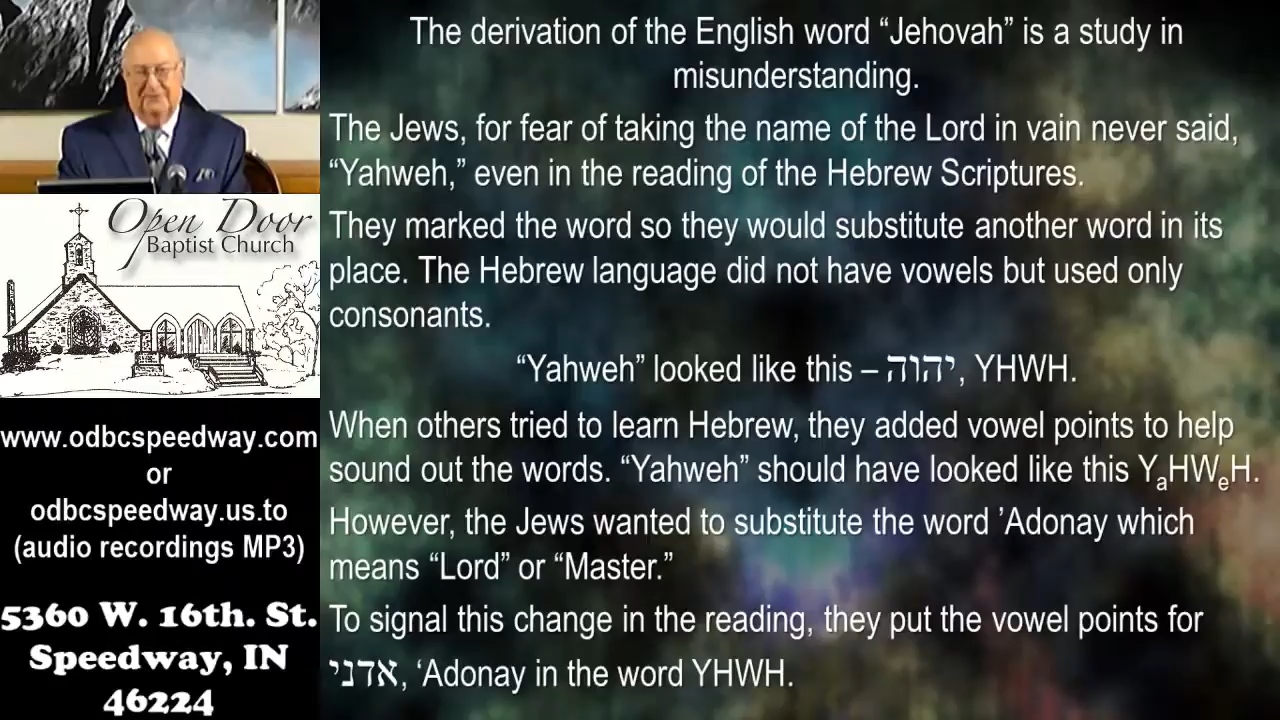 Open Door
Baptist Church
www.odbcspeedway.com
or
odbcspeedway.us.to
(audio recordings MP3)
5360 W. 16th. St.
Speedway, IN
46224
The derivation of the English word “Jehovah” is a study in
misunderstanding.
The Jews, for fear of taking the name of the Lord in vain never said,
“Yahweh,” even in the reading of the Hebrew Scriptures.
They marked the word so they would substitute another word in its
place. The Hebrew language did not have vowels but used only
consonants.
“Yahweh” looked like this – יהוה, YHWH.
When others tried to learn Hebrew, they added vowel points to help
sound out the words. “Yahweh” should have looked like this YaHWeH.
However, the Jews wanted to substitute the word ’Adonay which
means “Lord” or “Master.”
To signal this change in the reading, they put the vowel points for
אדני, ‘Adonay in the word YHWH.